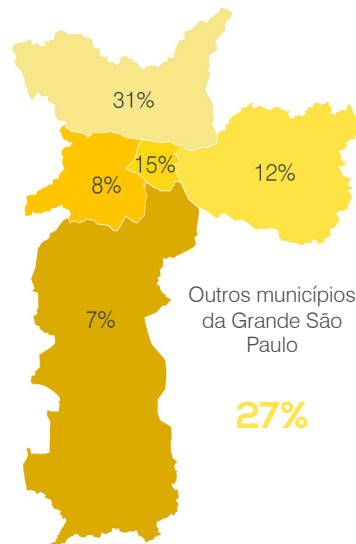 31%
15%
8%
12%
7%
Outros municípios
da Grande São
Paulo
27%